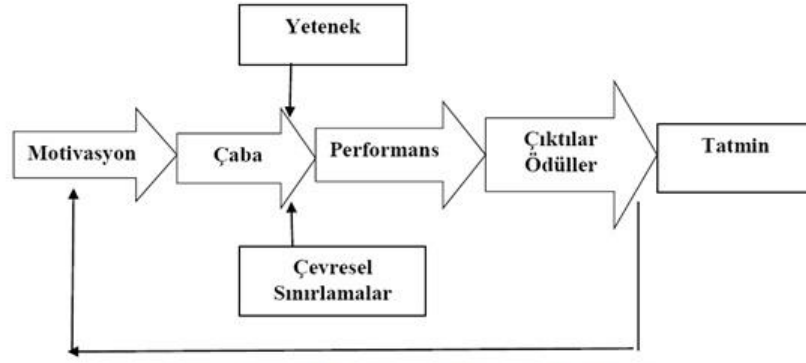 Yetenek
Motivasyon
Çaba
Performans
Çıktılar
Ödüller
Tatmin
Çevresel
Sınırlamalar